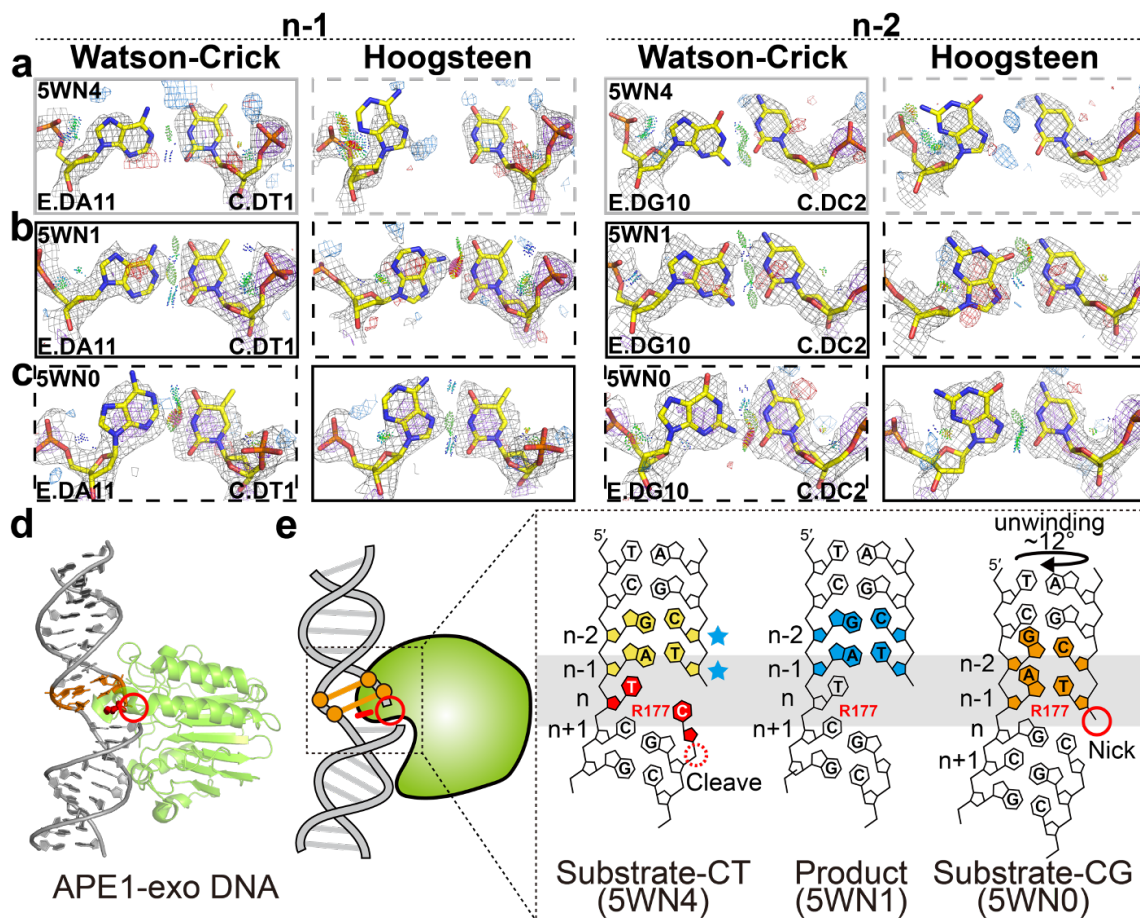 n-1
n-2
Watson-Crick
Hoogsteen
Watson-Crick
Hoogsteen
a
5WN4
E.DA11
C.DT1
5WN4
E.DG10
C.DC2
b
5WN1
E.DA11
C.DT1
5WN1
E.DG10
C.DC2
c
5WN0
E.DA11
C.DT1
5WN0
E.DG10
C.DC2
d
APE1-exo DNA
e
5′
T A
C G
n-2
G C
n-1
A T
n
T
R177
C
n+1
C
G
G
C
Cleave
Substrate-CT
(5WN4)
5′
T A
C G
n-2
G C
n-1
A T
n
T
R177
n+1
C
G
G
C
Product
(5WN1)
unwinding
~12°
5′
T A
C G
n-2
G C
n-1
A T
n
R177
G
n+1
C
C
G
C
Nick
Substrate-CG
(5WN0)